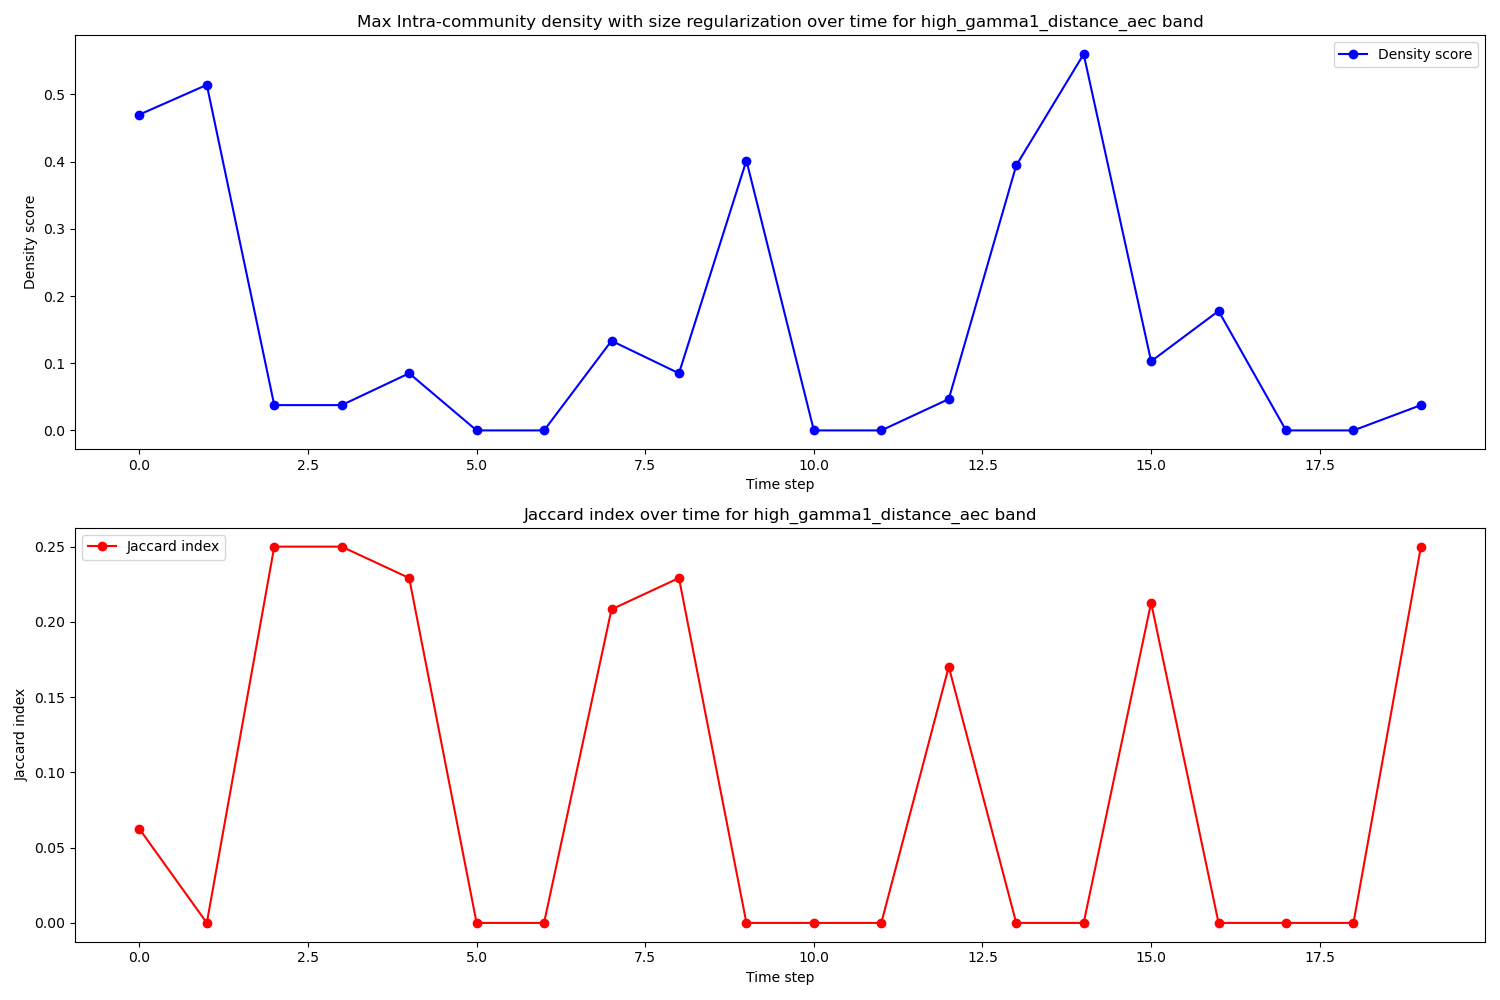 Max Intra-community density with size regularization over time for high_gamma1_distance_aec band
Density score
Density score
0.5
0.4
0.3
0.2
0.1
0.0
0.0 2.5 5.0 7.5 10.0 12.5 15.0 17.5
Time step
Jaccard index over time for high_gamma1_distance_aec band
Jaccard index
Jaccard index
0.25
0.20
0.15
0.10
0.05
0.00
0.0 2.5 5.0 7.5 10.0 12.5 15.0 17.5
Time step